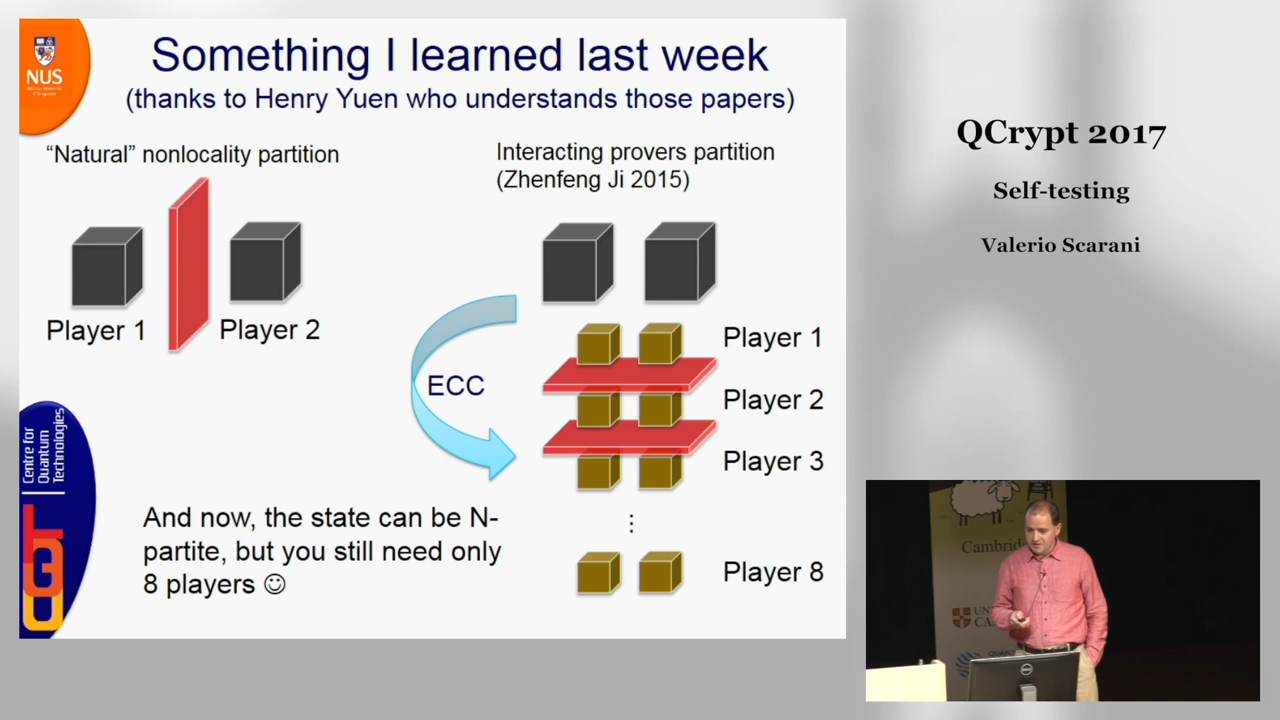 Something I learned last week
(thanks to Henry Yuen who understands those papers)
NUS
"Natural" nonlocality partition
Interacting provers partition
(Zhenfeng Ji 2015)
Player 1
Player 2
ECC
Player 1
Player 2
Player 3
⋮
Player 8
And now, the state can be N-
partite, but you still need only
8 players ☺
Centre for
Quantum
Technologies
QCrypt 2017
Self-testing
Valerio Scarani
Cambrid
DELL